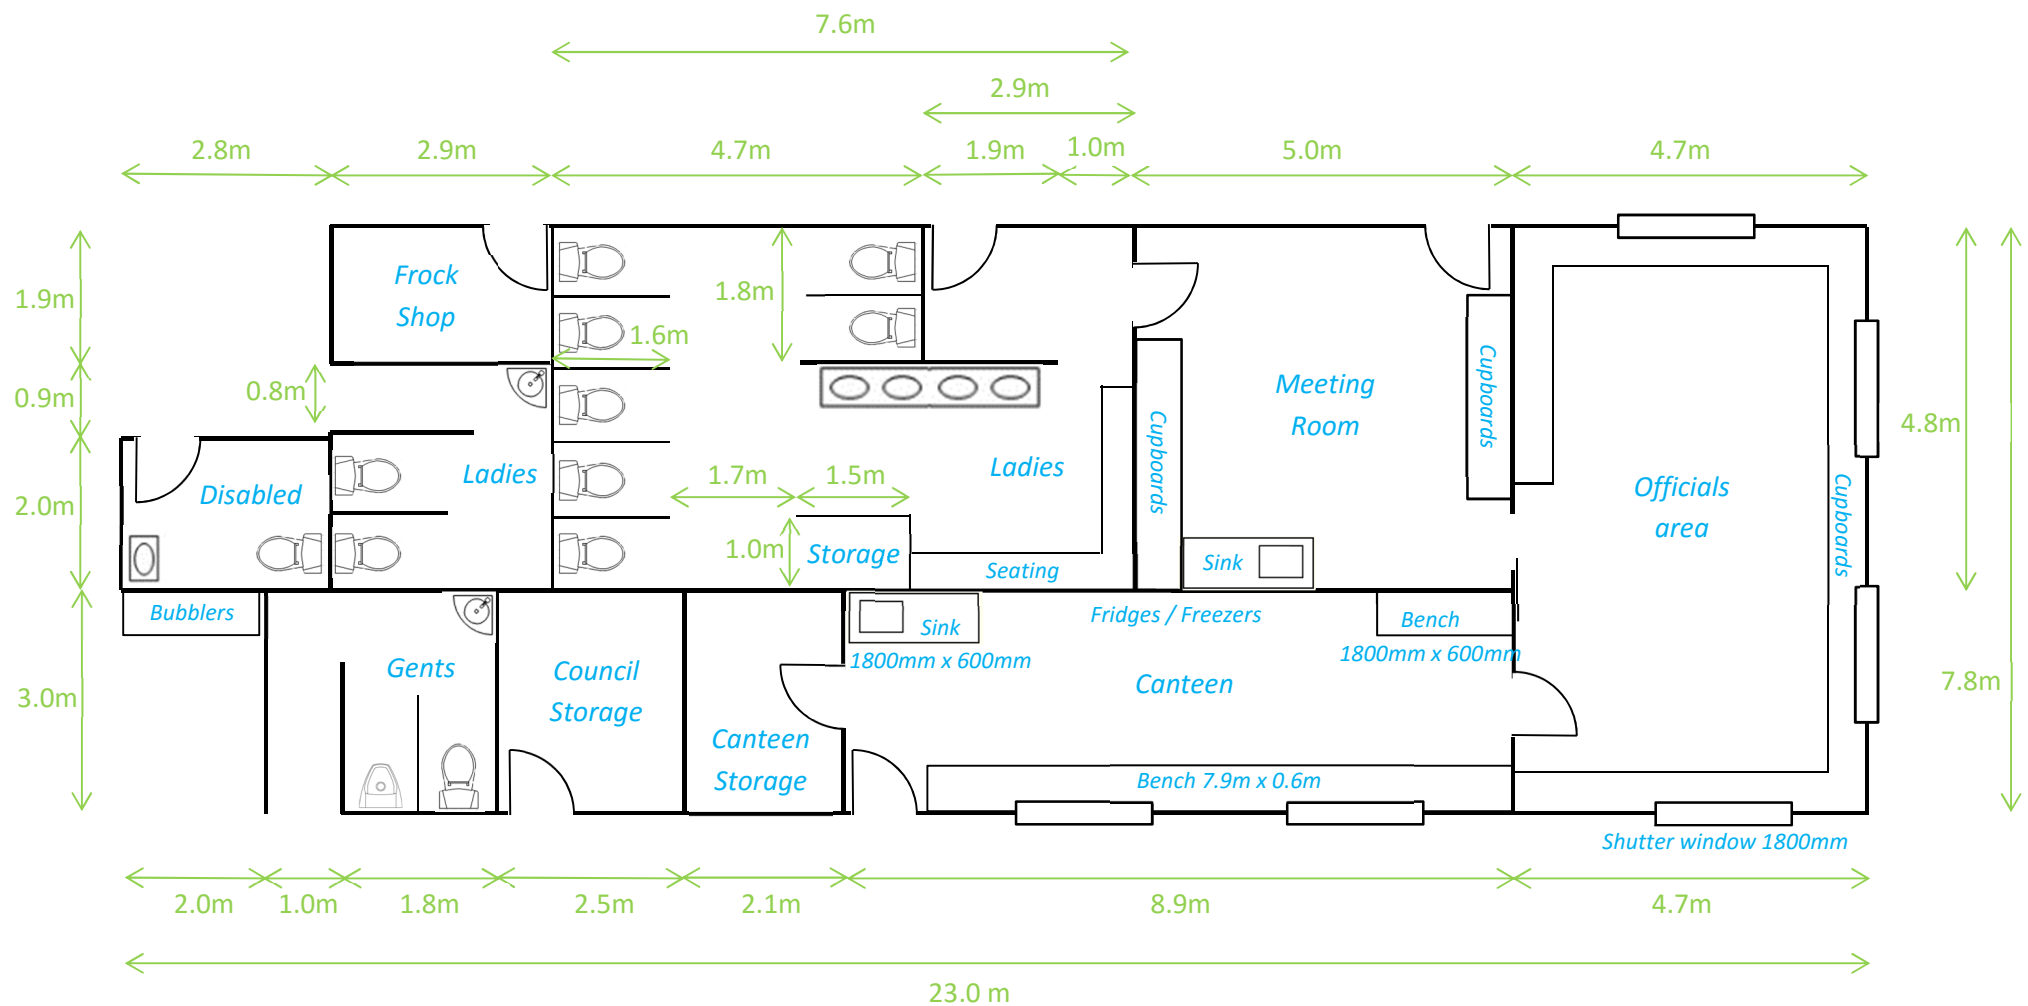 7.6m
2.9m
2.8m
2.9m
4.7m
1.9m
1.0m
5.0m
4.7m
Frock
Shop
1.9m
1.8m
1.6m
0.8m
0.9m
Meeting
Room
Cupboards
Cupboards
4.8m
Ladies
Ladies
1.7m
1.5m
Disabled
2.0m
Officials
area
Cupboards
1.0m
Storage
Seating
Sink
Bubblers
Sink
1800mm x 600mm
Fridges / Freezers
Bench
1800mm x 600mm
Gents
Council
Storage
Canteen
3.0m
7.8m
Canteen
Storage
Bench 7.9m x 0.6m
Shutter window 1800mm
2.0m
1.0m
1.8m
2.5m
2.1m
8.9m
4.7m
23.0 m